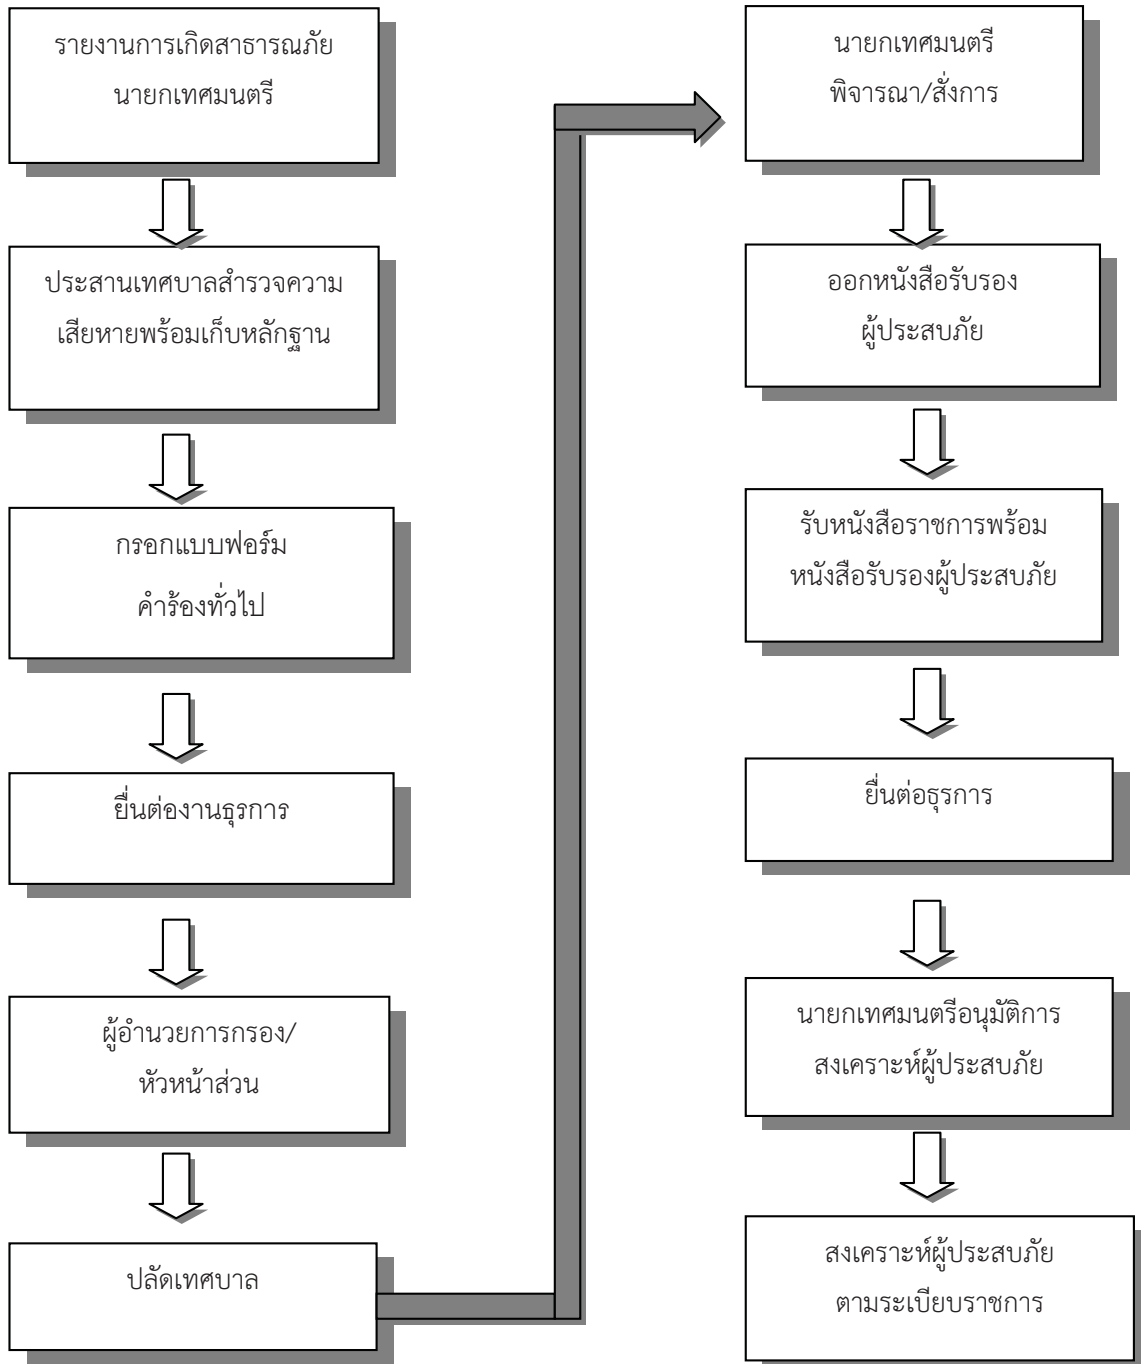 รายงานการเกิดสาธารณภัย
นายกเทศมนตรี
ประสานเทศบาลสำรวจความ
เสียหายพร้อมเก็บหลักฐาน
กรอกแบบฟอร์ม
คำร้องทั่วไป
ยื่นต่องานธุรการ
ผู้อำนวยการกรอง/
หัวหน้าส่วน
ปลัดเทศบาล
นายกเทศมนตรี
พิจารณา/สั่งการ
ออกหนังสือรับรอง
ผู้ประสบภัย
รับหนังสือราชการพร้อม
หนังสือรับรองผู้ประสบภัย
ยื่นต่อธุรการ
นายกเทศมนตรีอนุมัติการ
สงเคราะห์ผู้ประสบภัย
สงเคราะห์ผู้ประสบภัย
ตามระเบียบราชการ